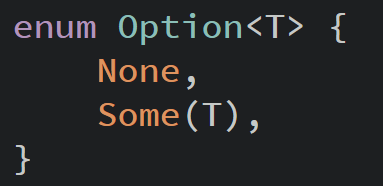 enum Option<T> {
    None,
    Some(T),
}